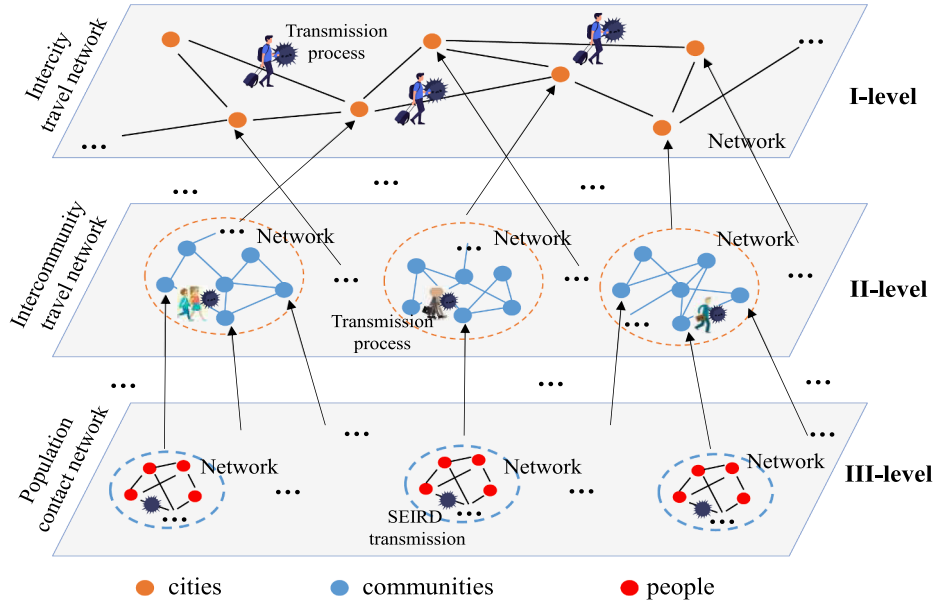 Intercity
travel network
Transmission
process
Network
I-level
...
...
...
...
...
Intercommunity
travel network
...
Network
...
...
Network
...
Network
...
...
Transmission
process
II-level
...
...
...
Population
contact network
...
...
Network
...
...
Network
...
...
Network
...
SEIRD
transmission
III-level
cities
communities
people